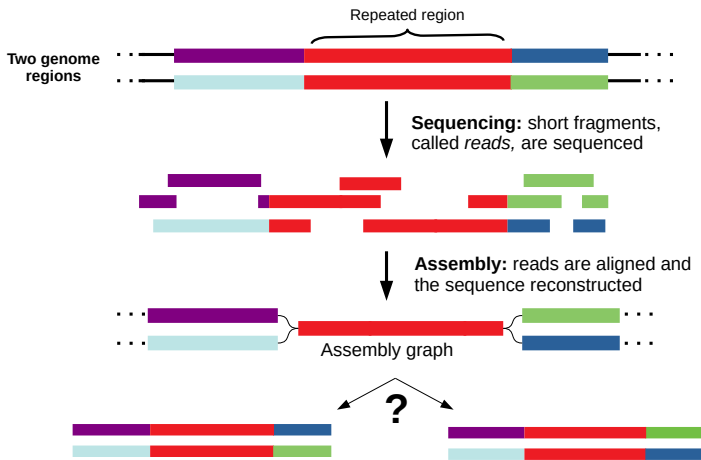 Repeated region
Two genome
regions
Sequencing: short fragments,
called reads, are sequenced
Assembly: reads are aligned and
the sequence reconstructed
Assembly graph
?